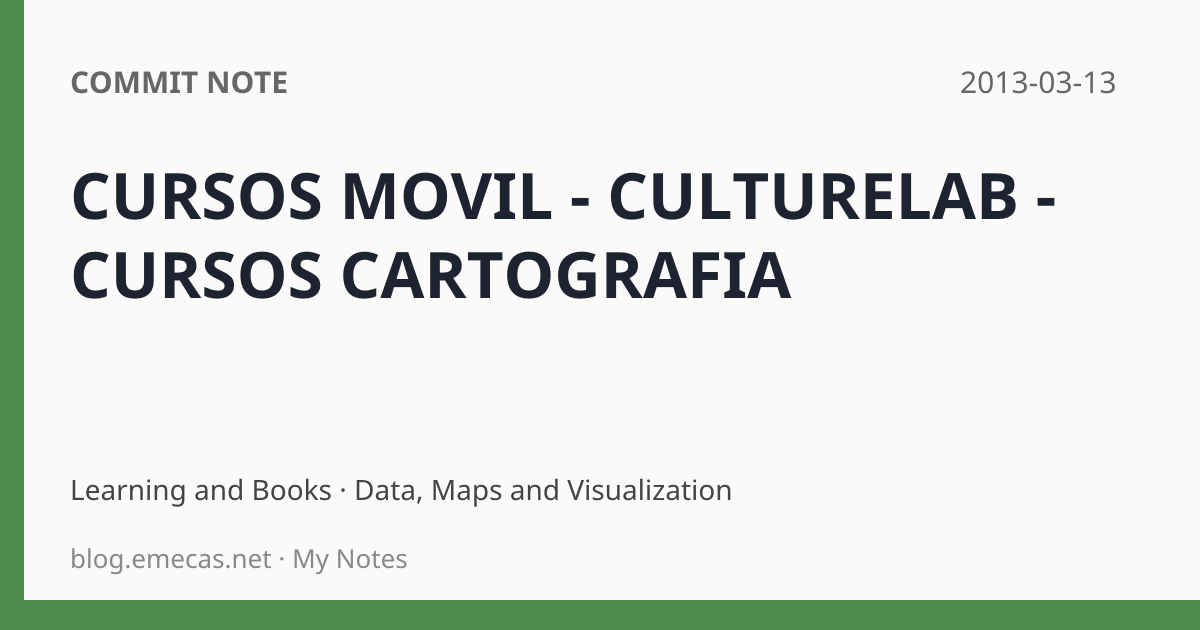 COMMIT NOTE
2013-03-13
CURSOS MOVIL - CULTURELAB -
CURSOS CARTOGRAFIA
Learning and Books · Data, Maps and Visualization
blog.emecas.net · My Notes